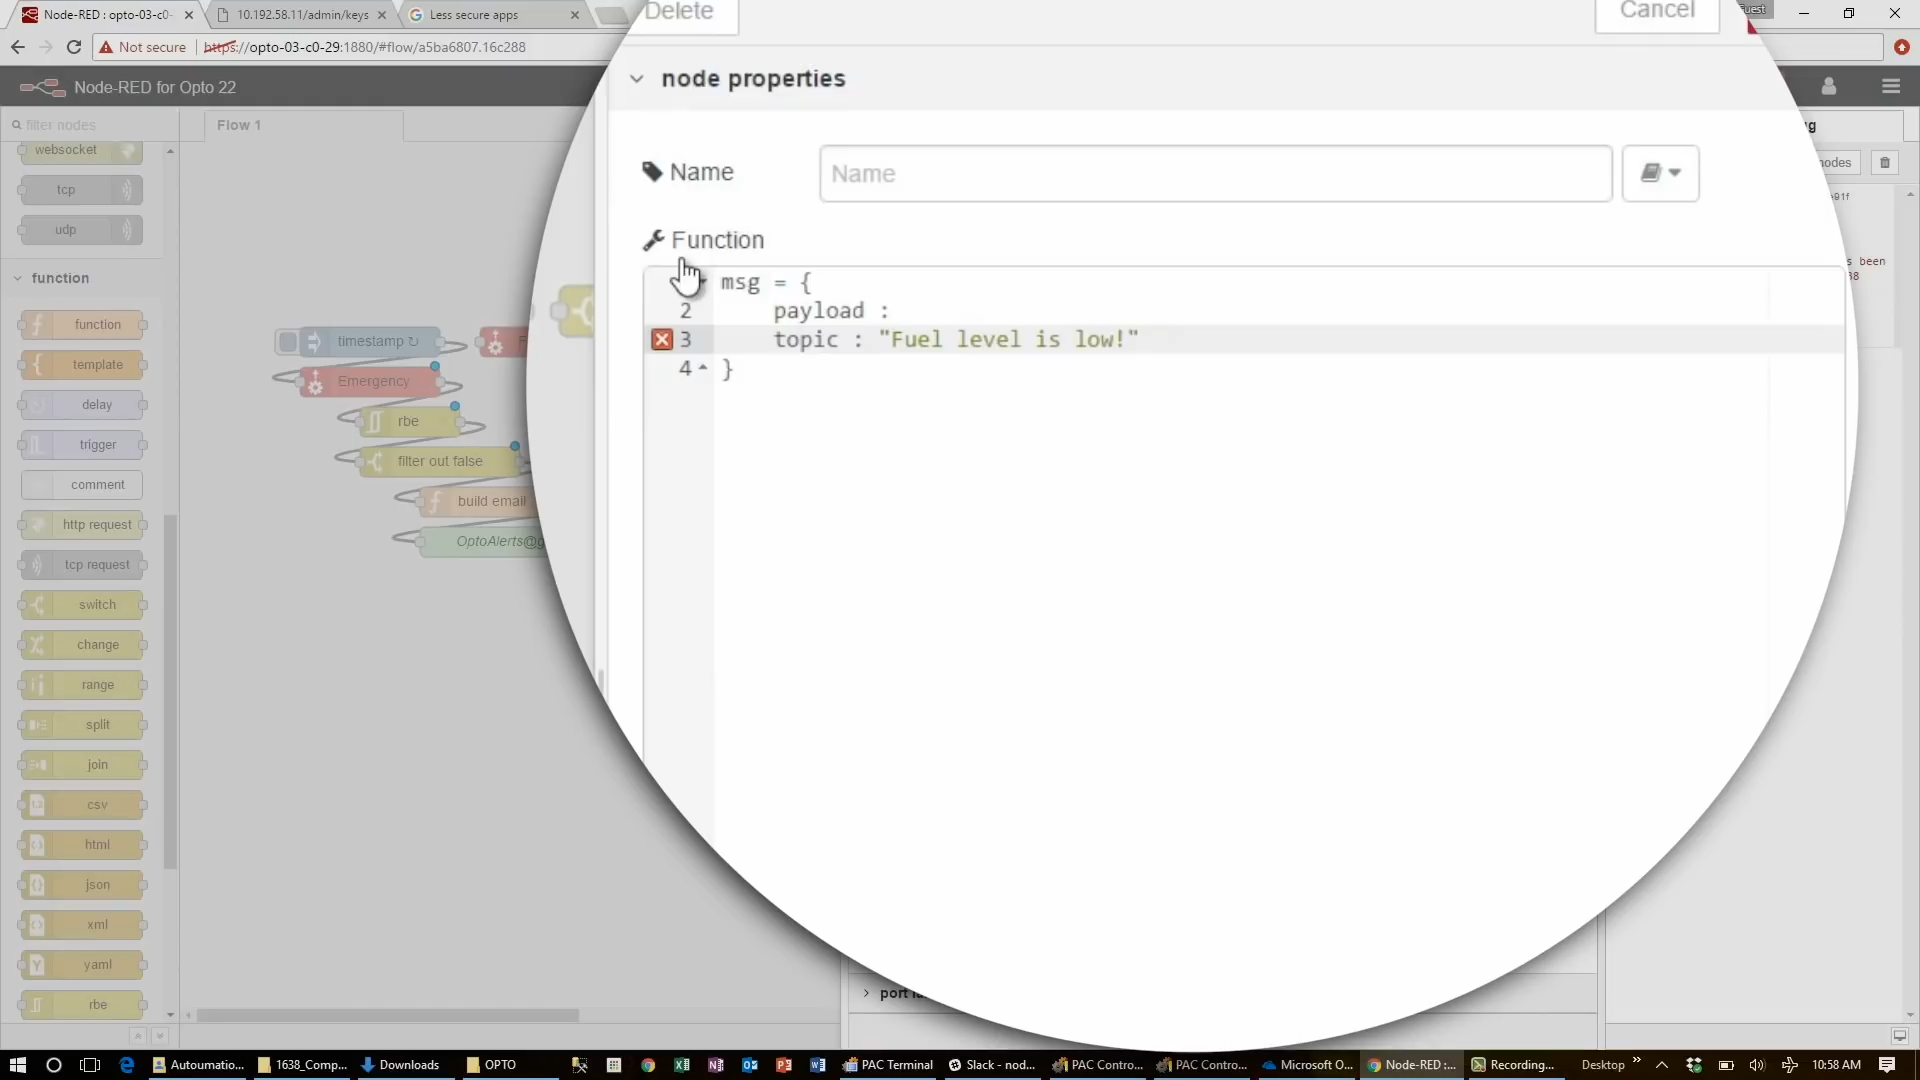 Node-RED : opto-03-c0-
10.192.58.11/admin/keys
Less secure apps
Not secure
https://opto-03-c0-29:1880/#flow/a5ba6807.16c288
Node-RED for Opto 22
filter nodes
Flow 1
websocket
tcp
udp
function
function
template
delay
trigger
comment
http request
tcp request
switch
change
range
split
join
csv
html
json
xml
yaml
rbe
timestamp ↻
Emergency
rbe
filter out false
build email
OptoAlerts@g
Delete
Cancel
node properties
Name
Name
Function
msg = {
2 payload :
3 topic : "Fuel level is low!"
4 }
nodes
s been
port la
Autoumatio...
1638_Comp...
Downloads
OPTO
PAC Terminal
Slack - nod...
PAC Contro...
PAC Contro...
Microsoft O...
Node-RED :...
Recording...
Desktop
10:58 AM